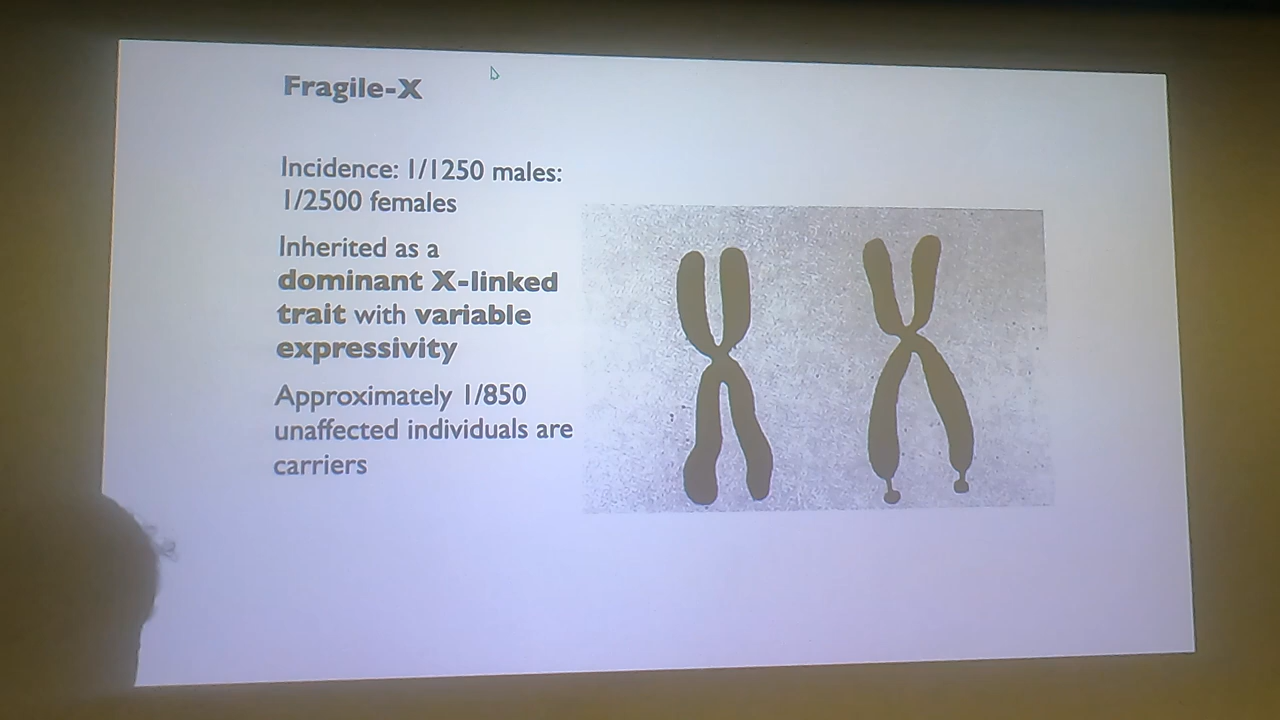 Fragile-X
Incidence: 1/1250 males:
1/2500 females
Inherited as a
dominant X-linked
trait with variable
expressivity
Approximately 1/850
unaffected individuals are
carriers